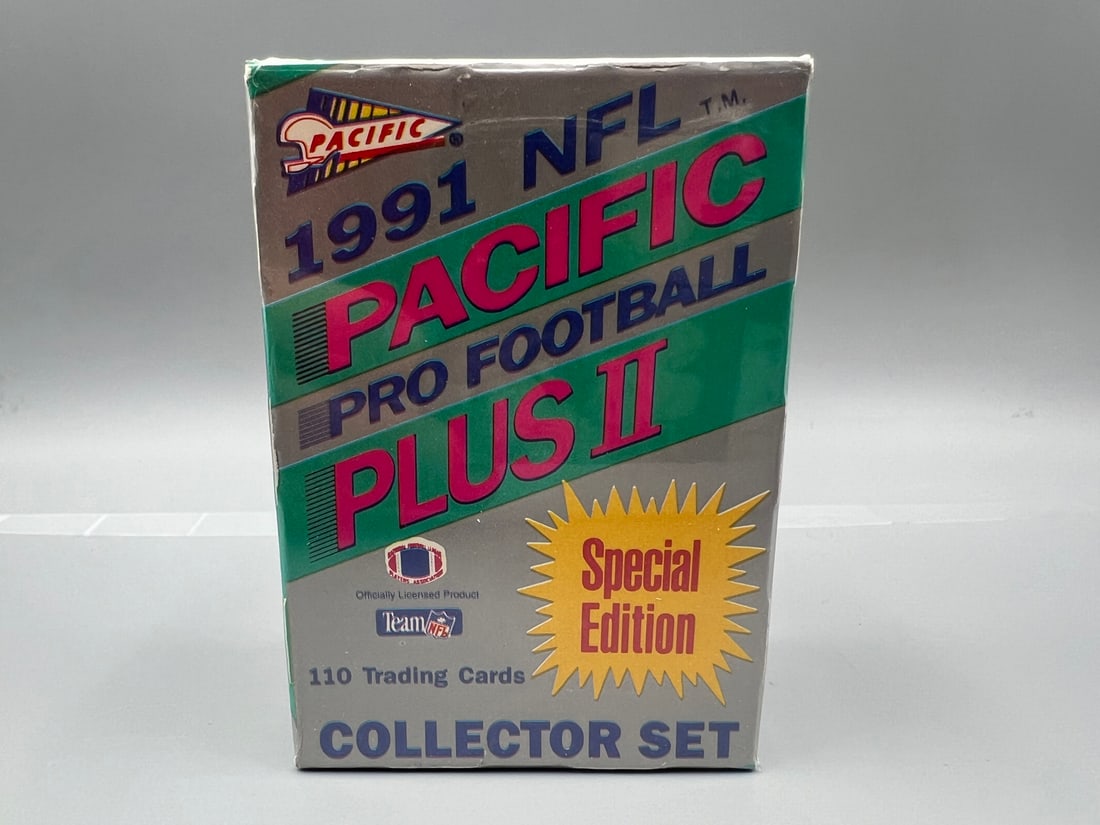 PACIFIC®
1991 NFL T.M.
PACIFIC
PRO FOOTBALL
PLUS II
Special
Edition
Officially Licensed Product
Team NFL
110 Trading Cards
COLLECTOR SET